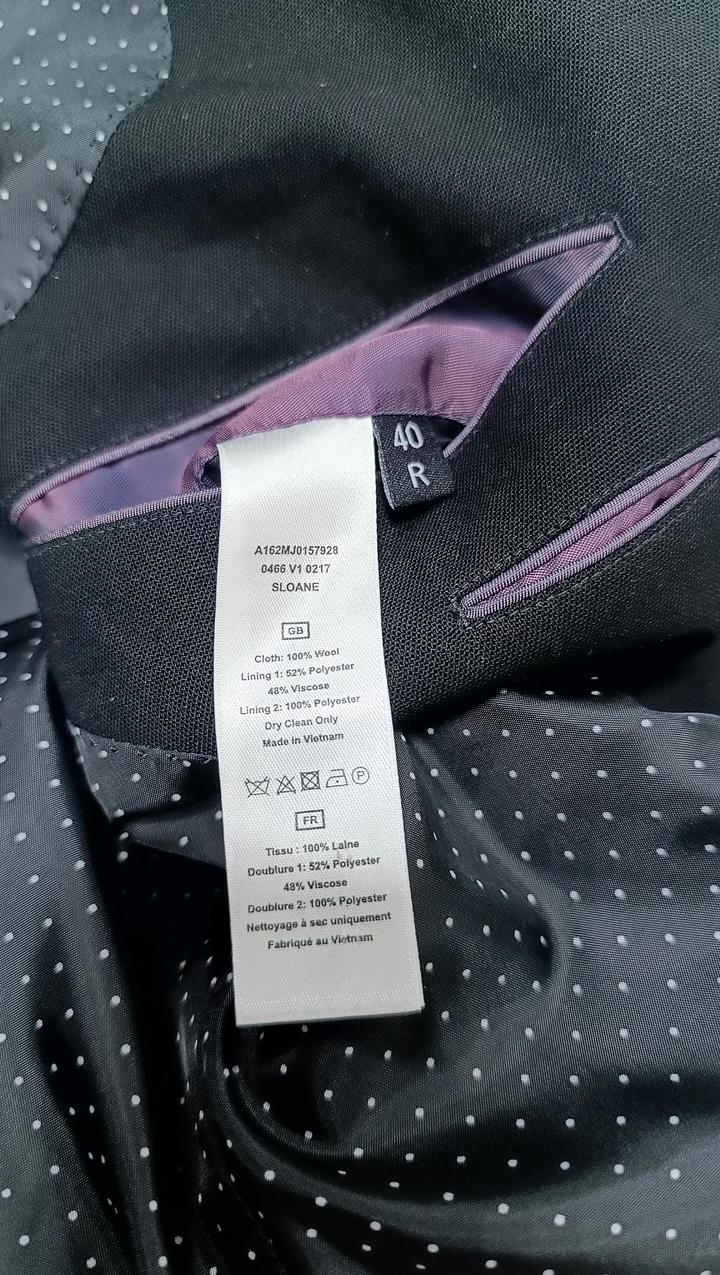 40
R
A162MJ0157928
0466 V1 0217
SLOANE
GB
Cloth: 100% Wool
Lining 1: 52% Polyester
48% Viscose
Lining 2: 100% Polyester
Dry Clean Only
Made in Vietnam
P
FR
Tissu : 100% Laine
Doublure 1: 52% Polyester
48% Viscose
Doublure 2: 100% Polyester
Nettoyage à sec uniquement
Fabriqué au Vietnam